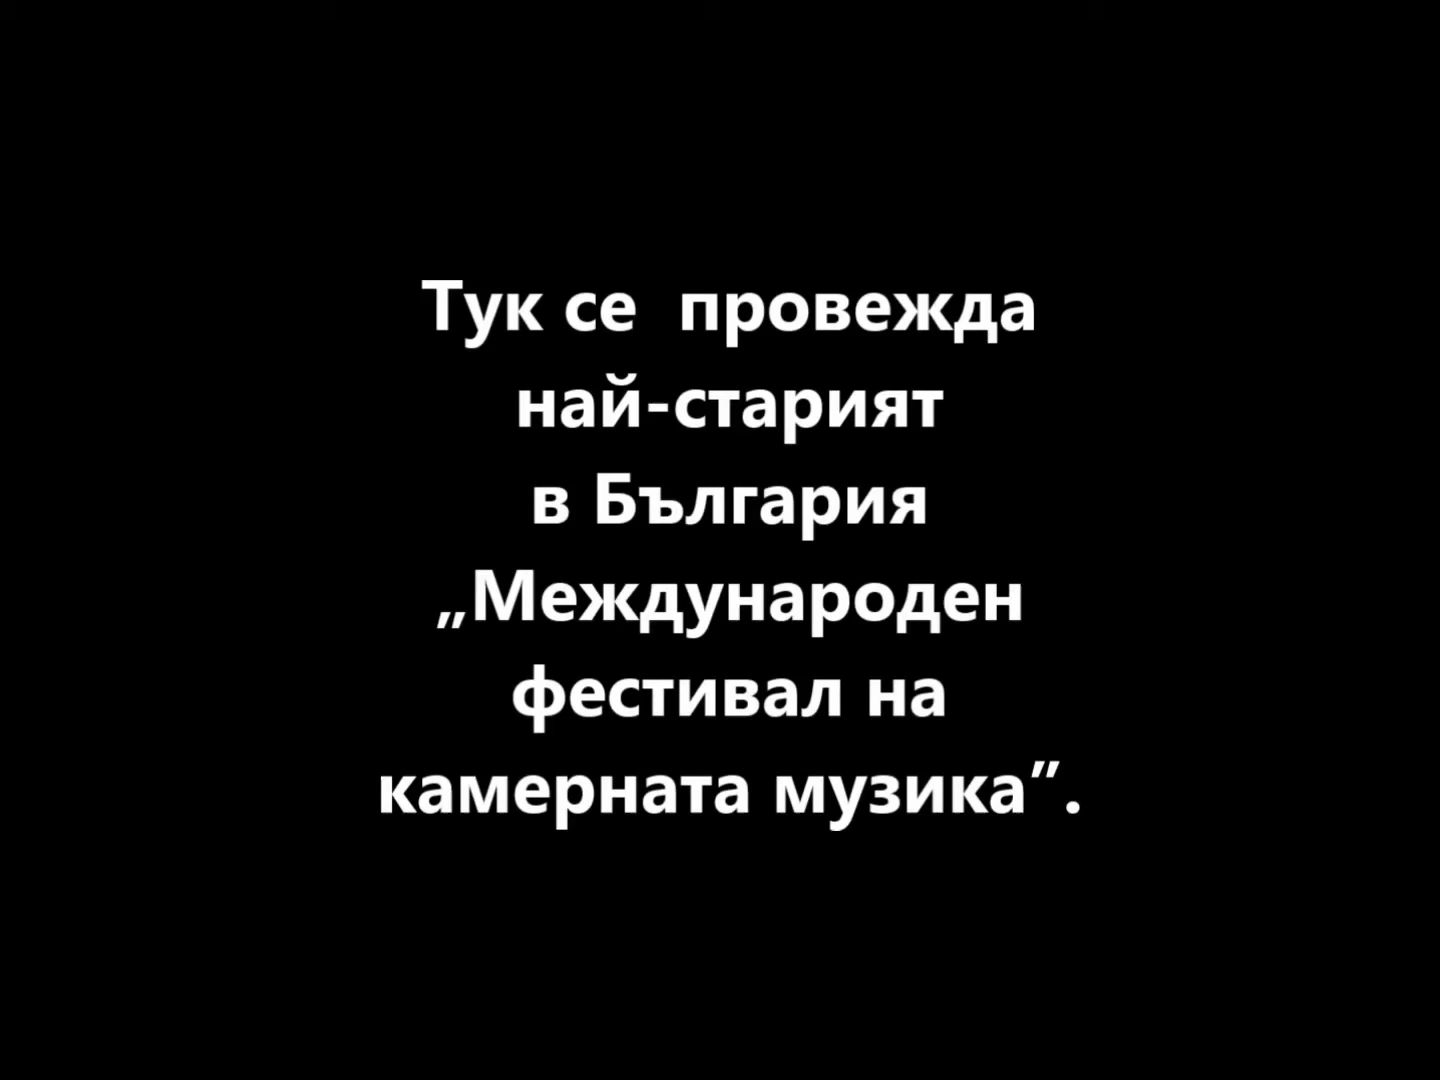 Тук се  провежда
най-старият
в България
„Международен
фестивал на
камерната музика”.